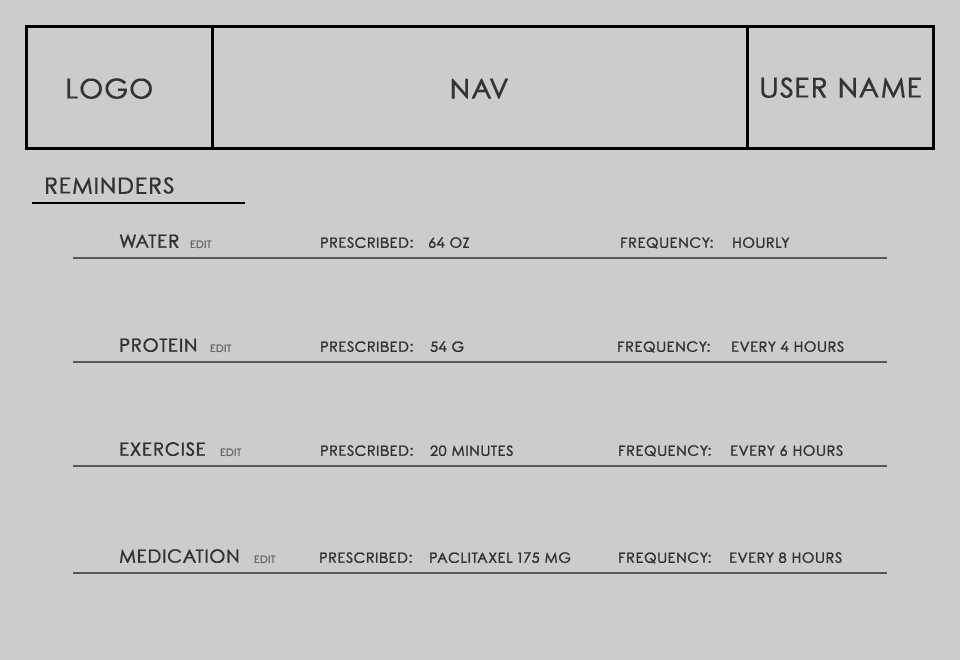 LOGO NAV USER NAME
REMINDERS
WATER EDIT PRESCRIBED: 64 OZ FREQUENCY: HOURLY
PROTEIN EDIT PRESCRIBED: 54 G FREQUENCY: EVERY 4 HOURS
EXERCISE EDIT PRESCRIBED: 20 MINUTES FREQUENCY: EVERY 6 HOURS
MEDICATION EDIT PRESCRIBED: PACLITAXEL 175 MG FREQUENCY: EVERY 8 HOURS